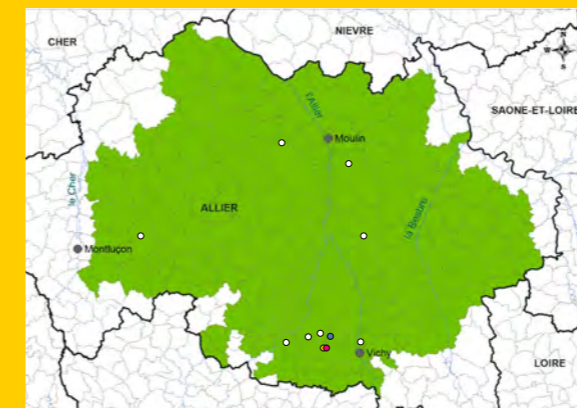 CHER
NIEVRE
N
S
SAONE-ET-LOIRE
l'Allier
Moulin
le Cher
ALLIER
la Besbre
Montluçon
Vichy
LOIRE